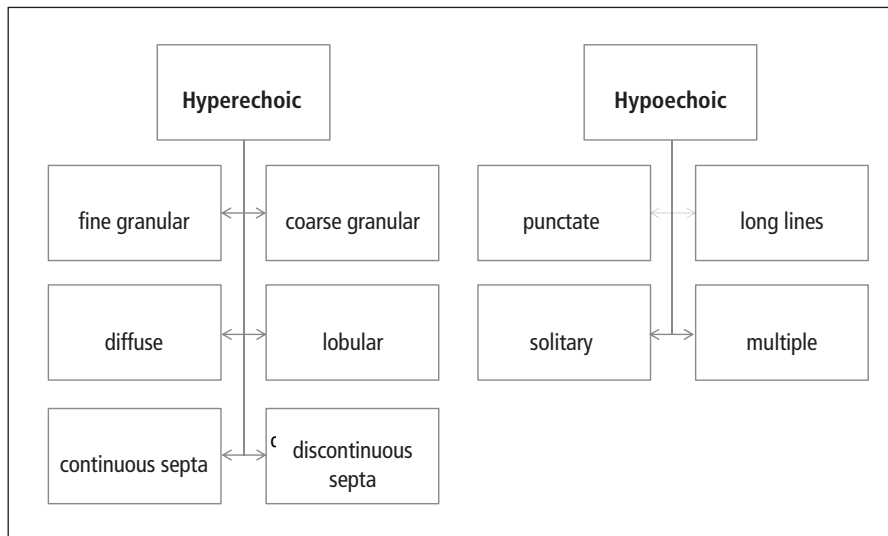 Hyperechoic
Hypoechoic
fine granular
coarse granular
punctate
long lines
diffuse
lobular
solitary
multiple
continuous septa
discontinuous
septa